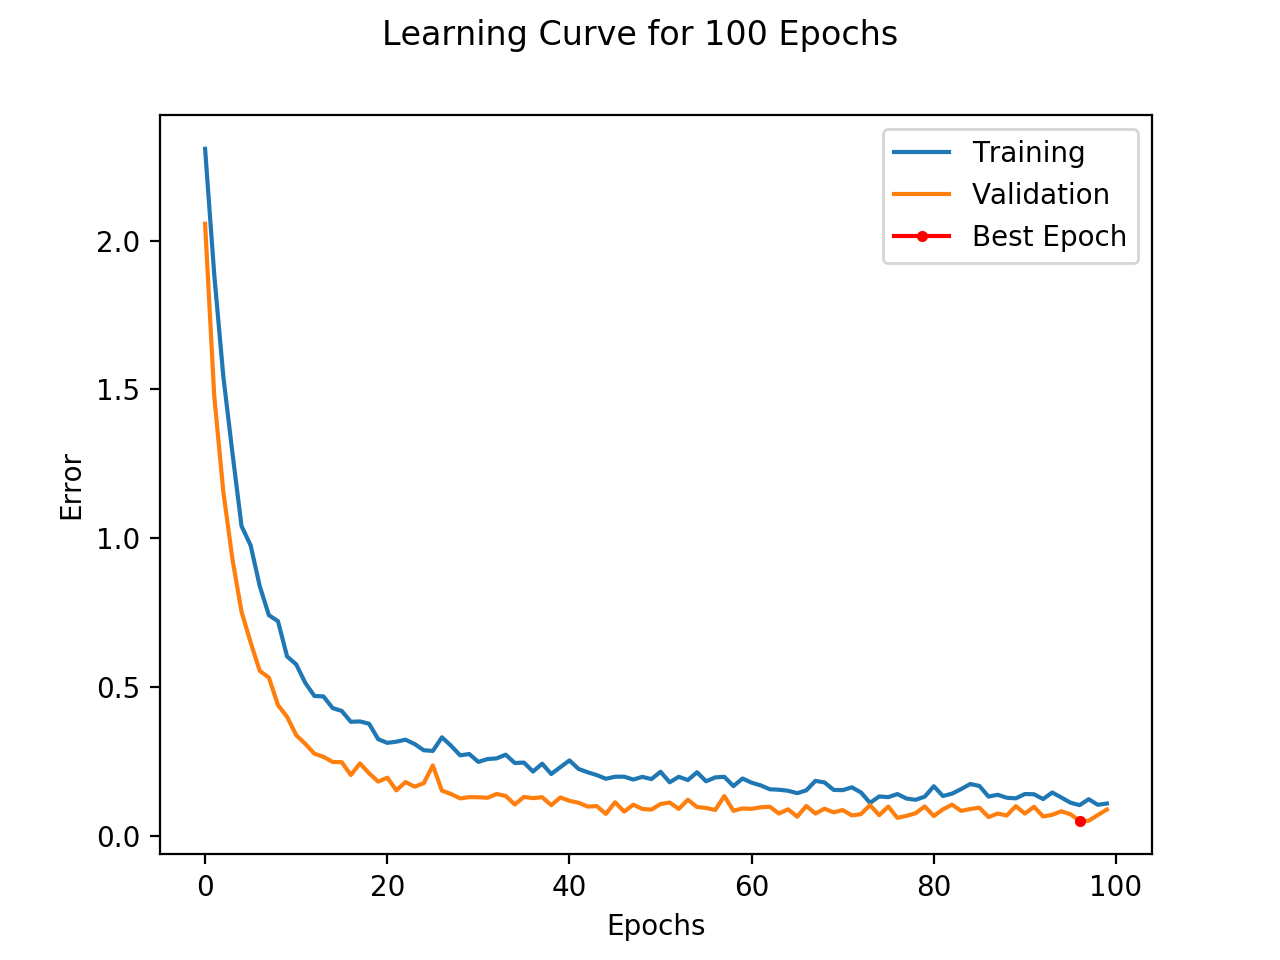 Learning Curve for 100 Epochs
Training
Validation
Best Epoch
2.0
1.5
1.0
0.5
0.0
Error
0 20 40 60 80 100
Epochs